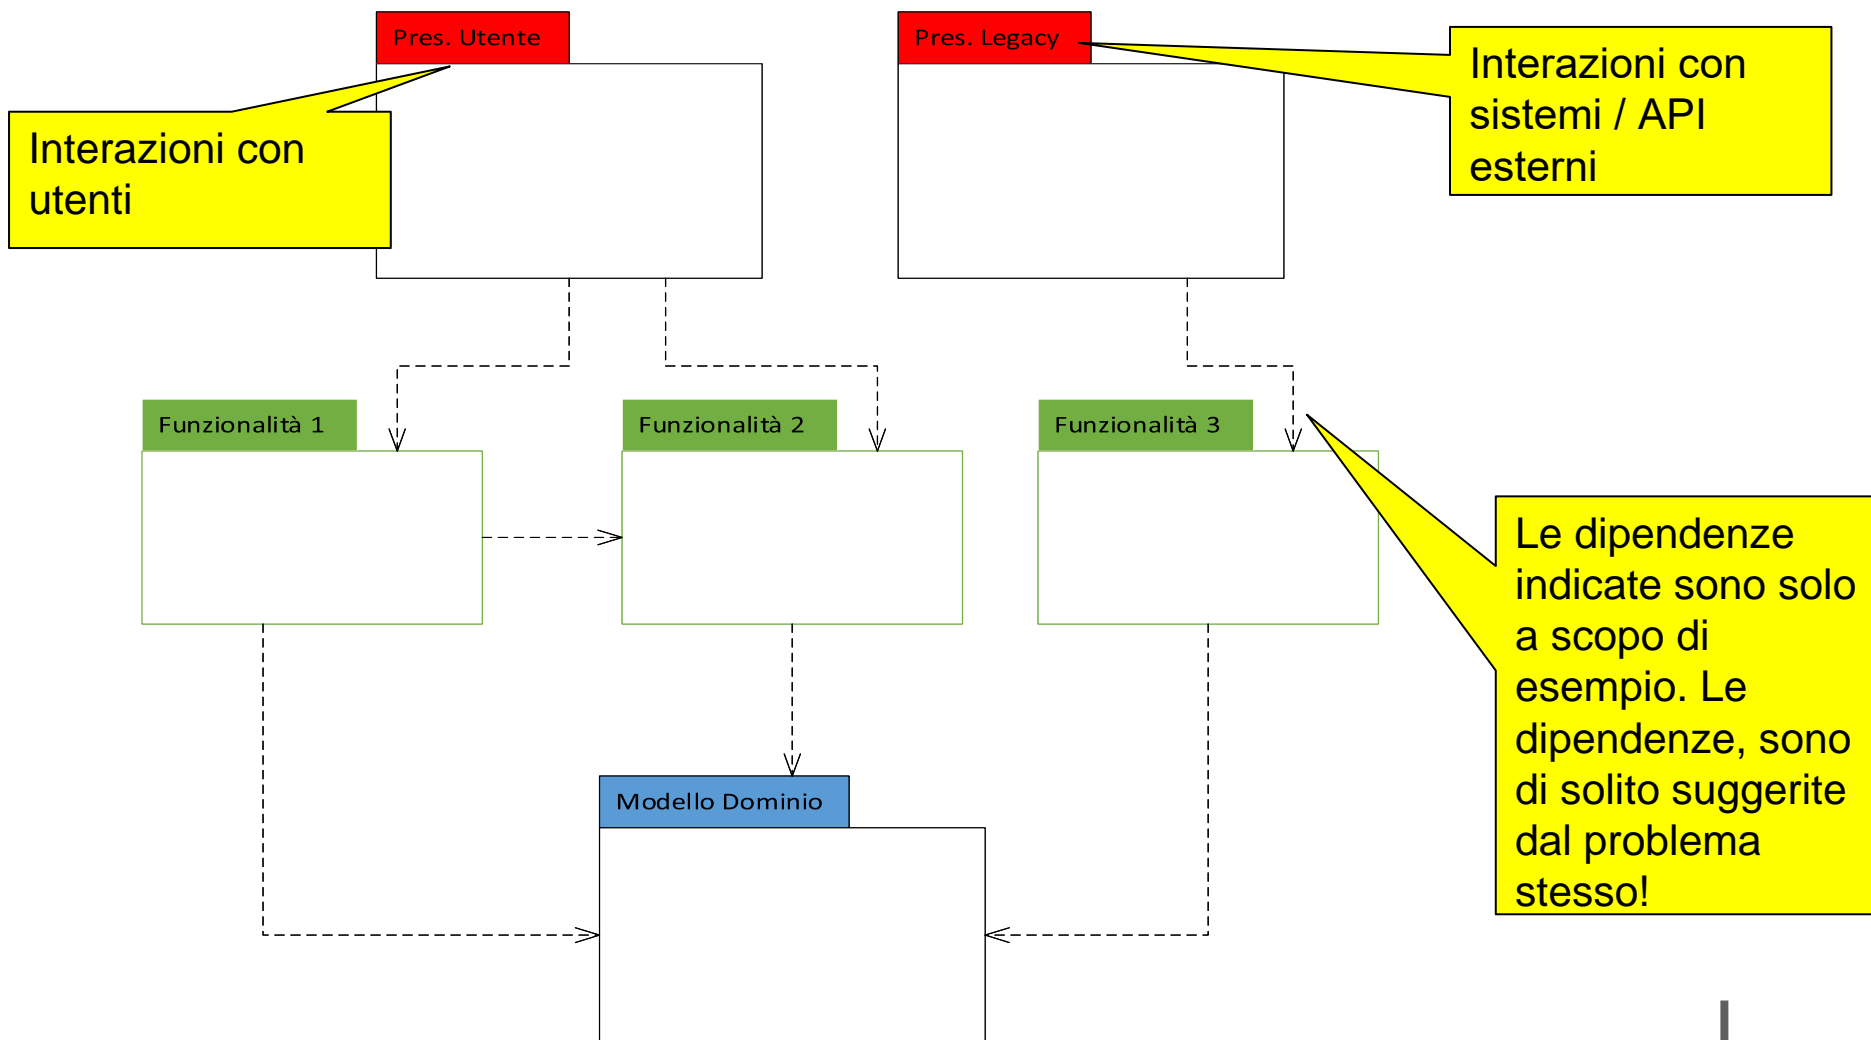 Pres. Utente
Pres. Legacy
Interazioni con
sistemi / API
esterni
Interazioni con
utenti
Funzionalità 1
Funzionalità 2
Funzionalità 3
Le dipendenze
indicate sono solo
a scopo di
esempio. Le
dipendenze, sono
di solito suggerite
dal problema
stesso!
Modello Dominio